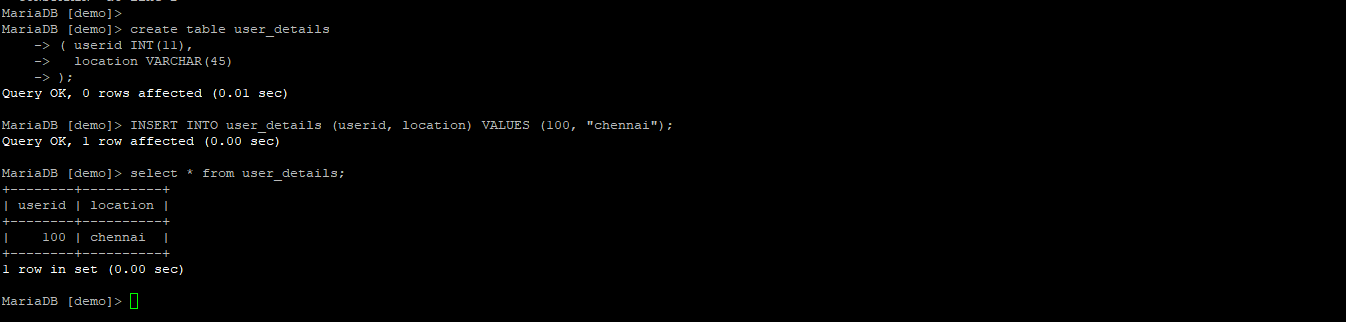 MariaDB [demo]>
MariaDB [demo]> create table user_details
    -> ( userid INT(11),
    ->   location VARCHAR(45)
    -> );
Query OK, 0 rows affected (0.01 sec)

MariaDB [demo]> INSERT INTO user_details (userid, location) VALUES (100, "chennai");
Query OK, 1 row affected (0.00 sec)

MariaDB [demo]> select * from user_details;
+--------+----------+
| userid | location |
+--------+----------+
|    100 | chennai  |
+--------+----------+
1 row in set (0.00 sec)

MariaDB [demo]>